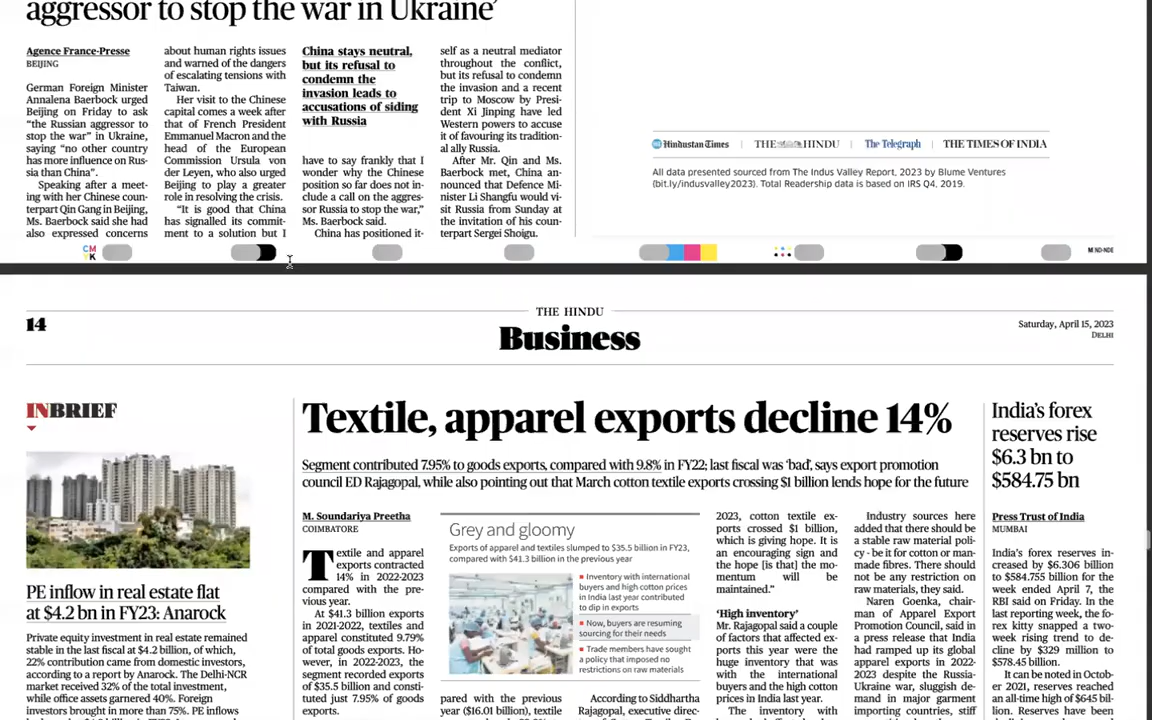 aggressor to stop the war in Ukraine'
Agence France-Presse
BEIJING
German Foreign Minister
Annalena Baerbock urged
Beijing on Friday to ask
“the Russian aggressor to
stop the war” in Ukraine,
saying “no other country
has more influence on Rus-
sia than China”.
Speaking after a meet-
ing with her Chinese coun-
terpart Qin Gang in Beijing,
Ms. Baerbock said she had
also expressed concerns
about human rights issues
and warned of the dangers
of escalating tensions with
Taiwan.
Her visit to the Chinese
capital comes a week after
that of French President
Emmanuel Macron and the
head of the European
Commission Ursula von
der Leyen, who also urged
Beijing to play a greater
role in resolving the crisis.
“It is good that China
has signalled its commit-
ment to a solution but I
China stays neutral,
but its refusal to
condemn the
invasion leads to
accusations of siding
with Russia
have to say frankly that I
wonder why the Chinese
position so far does not in-
clude a call on the aggres-
sor Russia to stop the war,”
Ms. Baerbock said.
China has positioned it-
self as a neutral mediator
throughout the conflict,
but its refusal to condemn
the invasion and a recent
trip to Moscow by Presi-
dent Xi Jinping have led
Western powers to accuse
it of favouring its tradition-
al ally Russia.
After Mr. Qin and Ms.
Baerbock met, China an-
nounced that Defence Mi-
nister Li Shangfu would vi-
sit Russia from Sunday at
the invitation of his coun-
terpart Sergei Shoigu.
Hindustan Times | THE HINDU | The Telegraph | THE TIMES OF INDIA
All data presented sourced from The Indus Valley Report, 2023 by Blume Ventures
(bit.ly/indusvalley2023). Total Readership data is based on IRS Q4, 2019.
CM
YK
M ND-NDE
14
THE HINDU
Business
Saturday, April 15, 2023
DELHI
INBRIEF
PE inflow in real estate flat
at $4.2 bn in FY23: Anarock
Private equity investment in real estate remained
stable in the last fiscal at $4.2 billion, of which,
22% contribution came from domestic investors,
according to a report by Anarock. The Delhi-NCR
market received 32% of the total investment,
while office assets garnered 40%. Foreign
investors brought in more than 75%. PE inflows
Textile, apparel exports decline 14%
Segment contributed 7.95% to goods exports, compared with 9.8% in FY22; last fiscal was ‘bad’, says export promotion
council ED Rajagopal, while also pointing out that March cotton textile exports crossing $1 billion lends hope for the future
M. Soundariya Preetha
COIMBATORE
Textile and apparel
exports contracted
14% in 2022-2023
compared with the pre-
vious year.
At $41.3 billion exports
in 2021-2022, textiles and
apparel constituted 9.79%
of total goods exports. Ho-
wever, in 2022-2023, the
segment recorded exports
of $35.5 billion and consti-
tuted just 7.95% of goods
exports.
Grey and gloomy
Exports of apparel and textiles slumped to $35.5 billion in FY23,
compared with $41.3 billion in the previous year
Inventory with international
buyers and high cotton prices
in India last year contributed
to dip in exports
Now, buyers are resuming
sourcing for their needs
Trade members have sought
a policy that imposed no
restrictions on raw materials
pared with the previous
year ($16.01 billion), textile
According to Siddhartha
Rajagopal, executive direc-
2023, cotton textile ex-
ports crossed $1 billion,
which is giving hope. It is
an encouraging sign and
the hope [is that] the mo-
mentum will be
maintained.”
‘High inventory’
Mr. Rajagopal said a couple
of factors that affected ex-
ports this year were the
huge inventory that was
with the international
buyers and the high cotton
prices in India last year.
The inventory with
Industry sources here
added that there should be
a stable raw material poli-
cy - be it for cotton or man-
made fibres. There should
not be any restriction on
raw materials, they said.
Naren Goenka, chair-
man of Apparel Export
Promotion Council, said in
a press release that India
had ramped up its global
apparel exports in 2022-
2023 despite the Russia-
Ukraine war, sluggish de-
mand in major garment
importing countries, stiff
India’s forex
reserves rise
$6.3 bn to
$584.75 bn
Press Trust of India
MUMBAI
India’s forex reserves in-
creased by $6.306 billion
to $584.755 billion for the
week ended April 7, the
RBI said on Friday. In the
last reporting week, the fo-
rex kitty snapped a two-
week rising trend to de-
cline by $329 million to
$578.45 billion.
It can be noted in Octob-
er 2021, reserves reached
an all-time high of $645 bil-
lion. Reserves have been